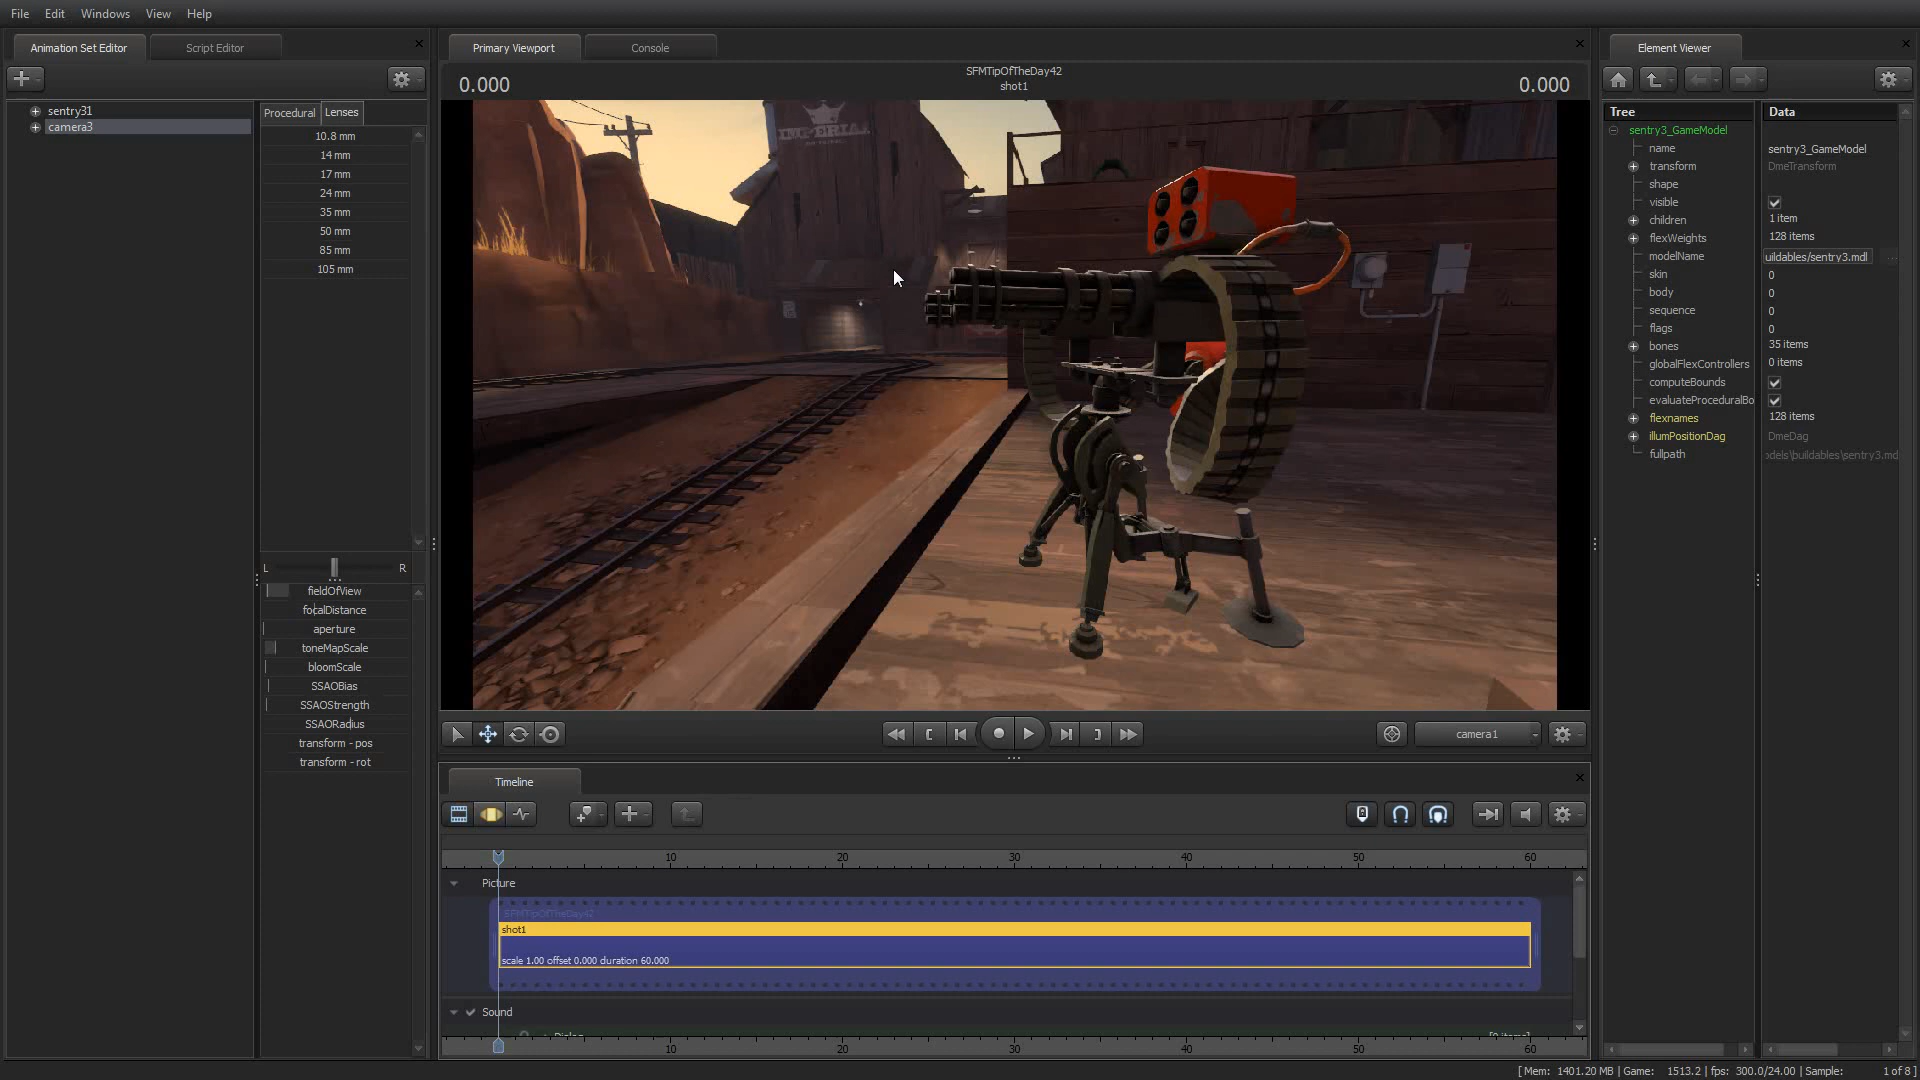 File Edit Windows View Help
Animation Set Editor
Script Editor
sentry31
camera3
Procedural
Lenses
10.8 mm
14 mm
17 mm
24 mm
35 mm
50 mm
85 mm
105 mm
L
R
fieldOfView
focalDistance
aperture
toneMapScale
bloomScale
SSAOBias
SSAOStrength
SSAORadius
transform - pos
transform - rot
Primary Viewport
Console
0.000
SFMTipOfTheDay42
shot1
0.000
IMPERIAL
camera1
Timeline
10 20 30 40 50 60
Picture
SFMTipOfTheDay42
shot1
scale 1.00 offset 0.000 duration 60.000
Sound
10 20 30 40 50 60
Element Viewer
Tree
Data
sentry3_GameModel
name sentry3_GameModel
transform DmeTransform
shape
visible
children 1 item
flexWeights 128 items
modelName uildables/sentry3.mdl
skin 0
body 0
sequence 0
flags 0
bones 35 items
globalFlexControllers 0 items
computeBounds
evaluateProceduralBo
flexnames 128 items
illumPositionDag DmeDag
fullpath odels\buildables\sentry3.md
[ Mem: 1401.20 MB | Game: 1513.2 | fps: 300.0/24.00 | Sample: 1 of 8 ]